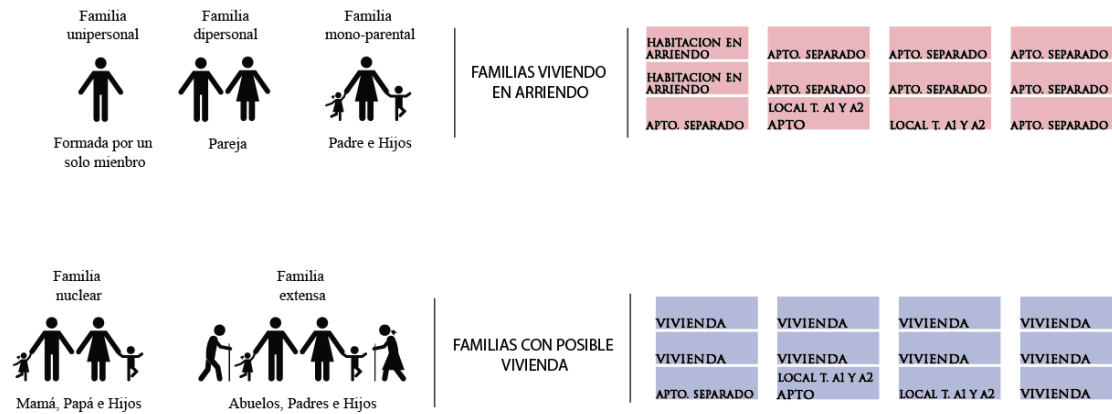 Familia
unipersonal
Familia
dipersonal
Familia
mono-parental
Formada por un
solo mienbro
Pareja
Padre e Hijos
FAMILIAS VIVIENDO
EN ARRIENDO
HABITACION EN
ARRIENDO
APTO. SEPARADO
APTO. SEPARADO
APTO. SEPARADO
HABITACION EN
ARRIENDO
APTO. SEPARADO
APTO. SEPARADO
APTO. SEPARADO
APTO. SEPARADO
LOCAL T. A1 Y A2
APTO
LOCAL T. A1 Y A2
APTO. SEPARADO
Familia
nuclear
Familia
extensa
Mamá, Papá e Hijos
Abuelos, Padres e Hijos
FAMILIAS CON POSIBLE
VIVIENDA
VIVIENDA
VIVIENDA
VIVIENDA
VIVIENDA
VIVIENDA
VIVIENDA
VIVIENDA
VIVIENDA
APTO. SEPARADO
LOCAL T. A1 Y A2
APTO
LOCAL T. A1 Y A2
VIVIENDA